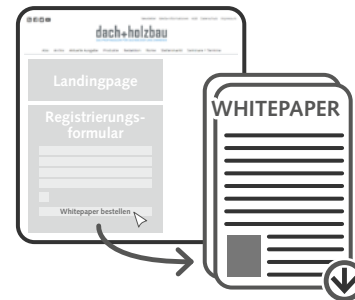 dach+holzbau
Landingpage
Registrierungs-
formular
Whitepaper bestellen
WHITEPAPER